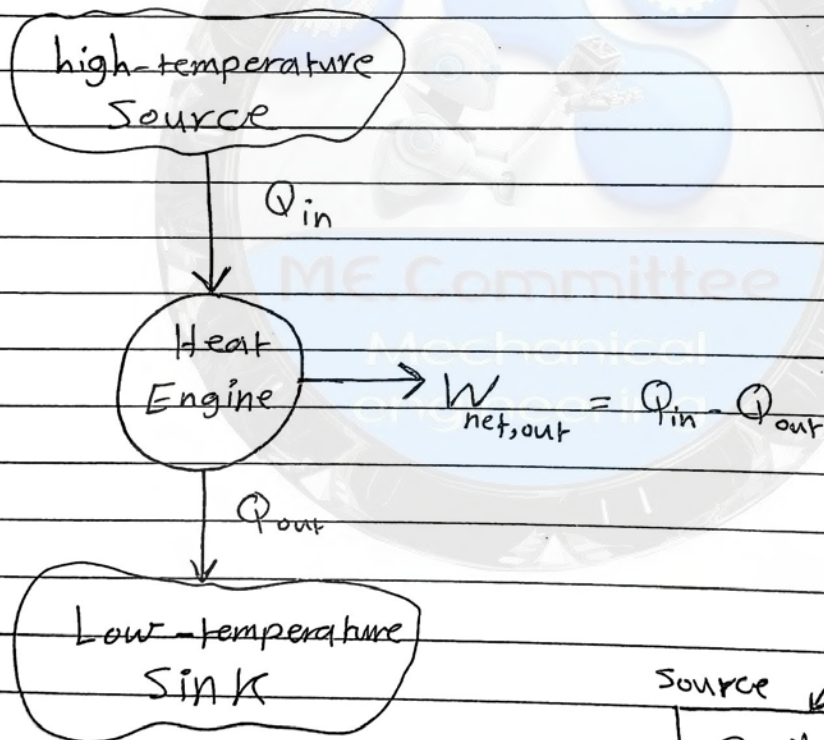 high-temperature
Source
Qin
Heat
Engine
Wnet,out = Qin - Qout
Qout
Low-temperature
Sink
Source
ME.Committee
Mechanical
engineering